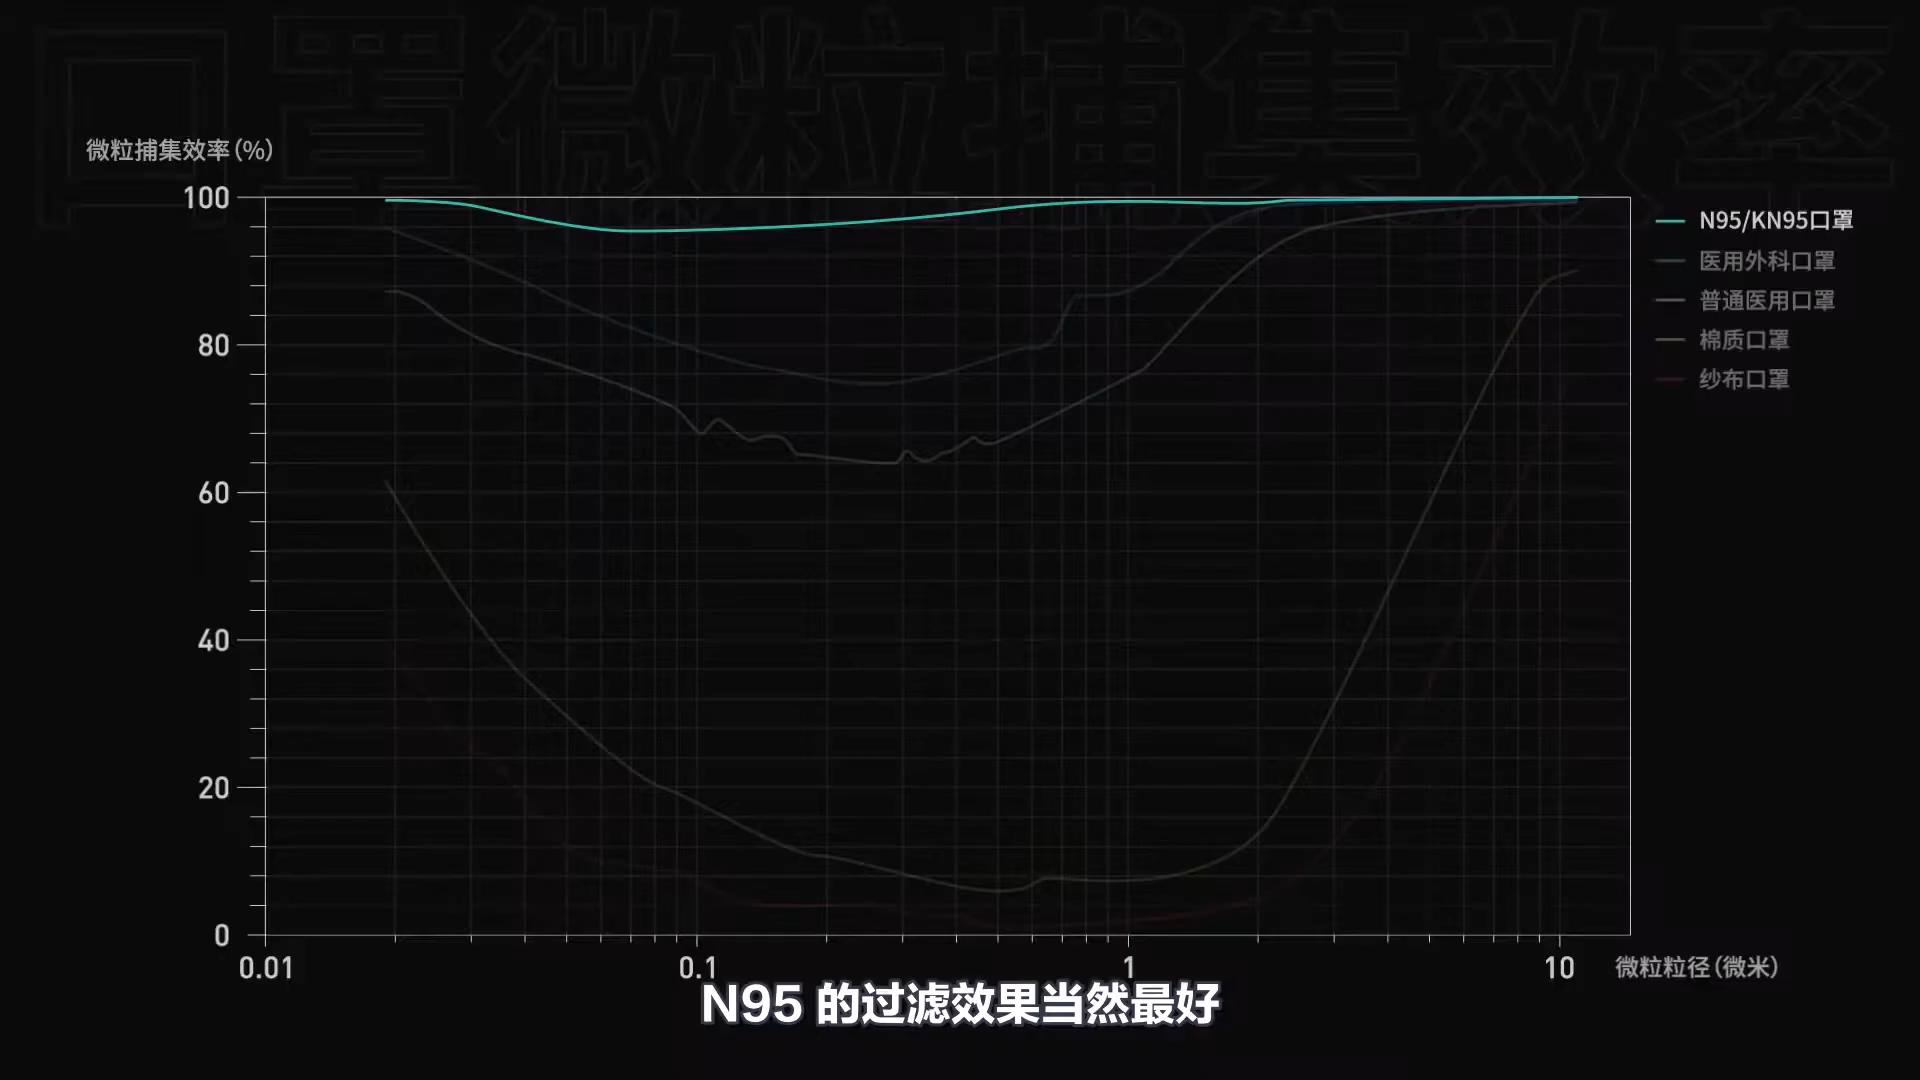 口罩微粒捕集效率
微粒捕集效率(%)
100
80
60
40
20
0
0.01
0.1
1
10
微粒粒径(微米)
N95/KN95口罩
医用外科口罩
普通医用口罩
棉质口罩
纱布口罩
N95 的过滤效果当然最好